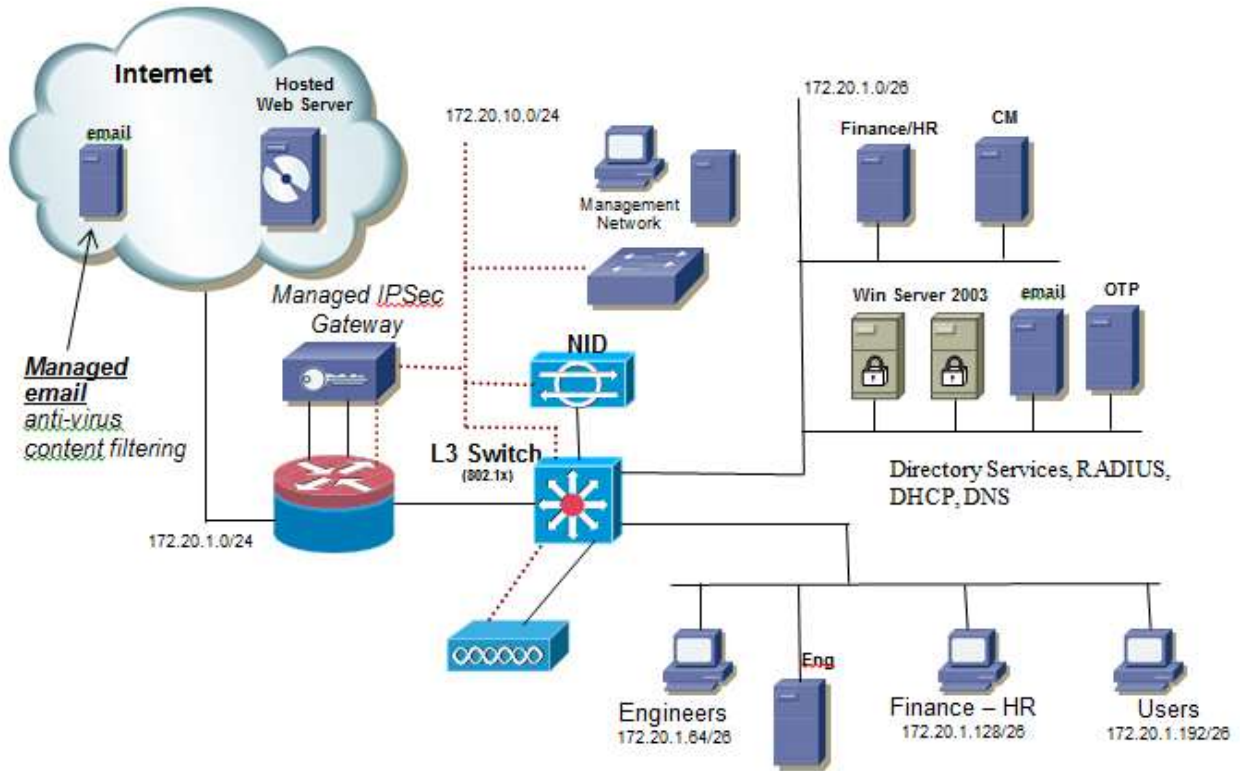 Internet
Hosted
Web Server
email
Managed
email
anti-virus
content filtering
172.20.1.0/24
Managed IPSec
Gateway
172.20.10.0/24
Management
Network
NID
L3 Switch
(802.1x)
172.20.1.0/26
Finance/HR
CM
Win Server 2003
email
OTP
Directory Services, RADIUS,
DHCP, DNS
Engineers
172.20.1.64/26
Eng
Finance – HR
172.20.1.128/26
Users
172.20.1.192/26